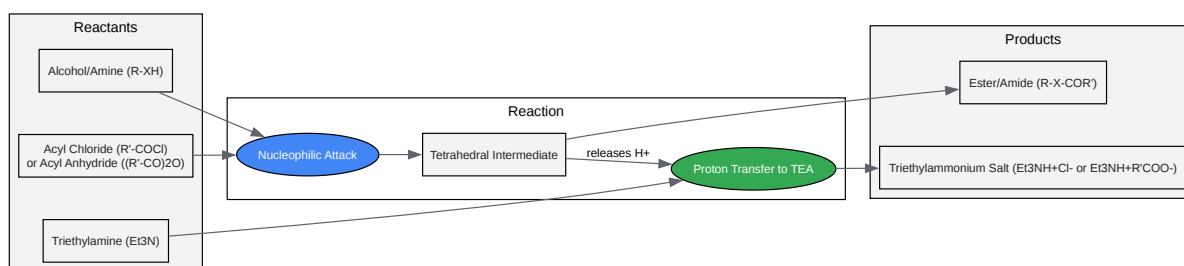 Reactants
Alcohol/Amine (R-XH)
Acyl Chloride (R'-COCl)
or Acyl Anhydride ((R'-CO)2O)
Triethylamine (Et3N)
Reaction
Nucleophilic Attack
Tetrahedral Intermediate
releases H+
Proton Transfer to TEA
Products
Ester/Amide (R-X-COR')
Triethylammonium Salt (Et3NH+Cl- or Et3NH+R'COO-)